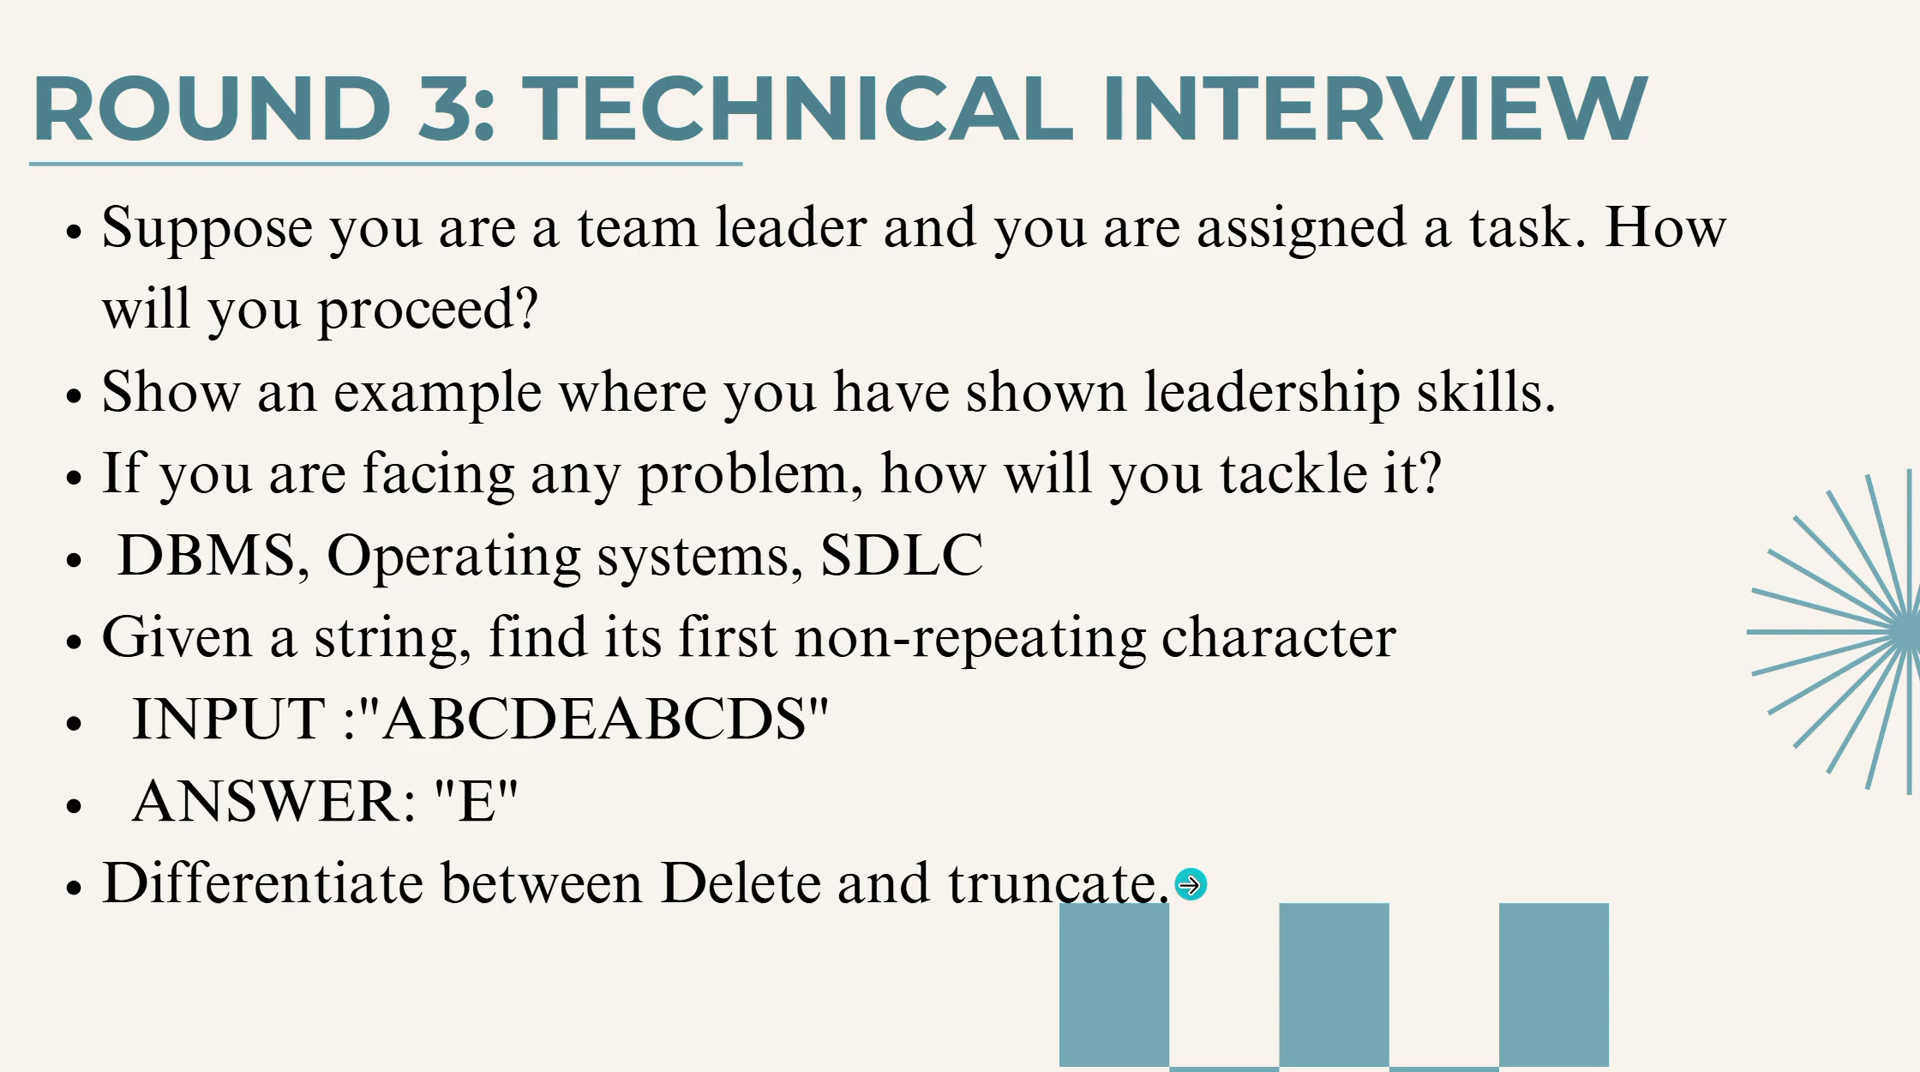 ROUND 3: TECHNICAL INTERVIEW
• Suppose you are a team leader and you are assigned a task. How
will you proceed?
• Show an example where you have shown leadership skills.
• If you are facing any problem, how will you tackle it?
• DBMS, Operating systems, SDLC
• Given a string, find its first non-repeating character
• INPUT :"ABCDEABCDS"
• ANSWER: "E"
• Differentiate between Delete and truncate.